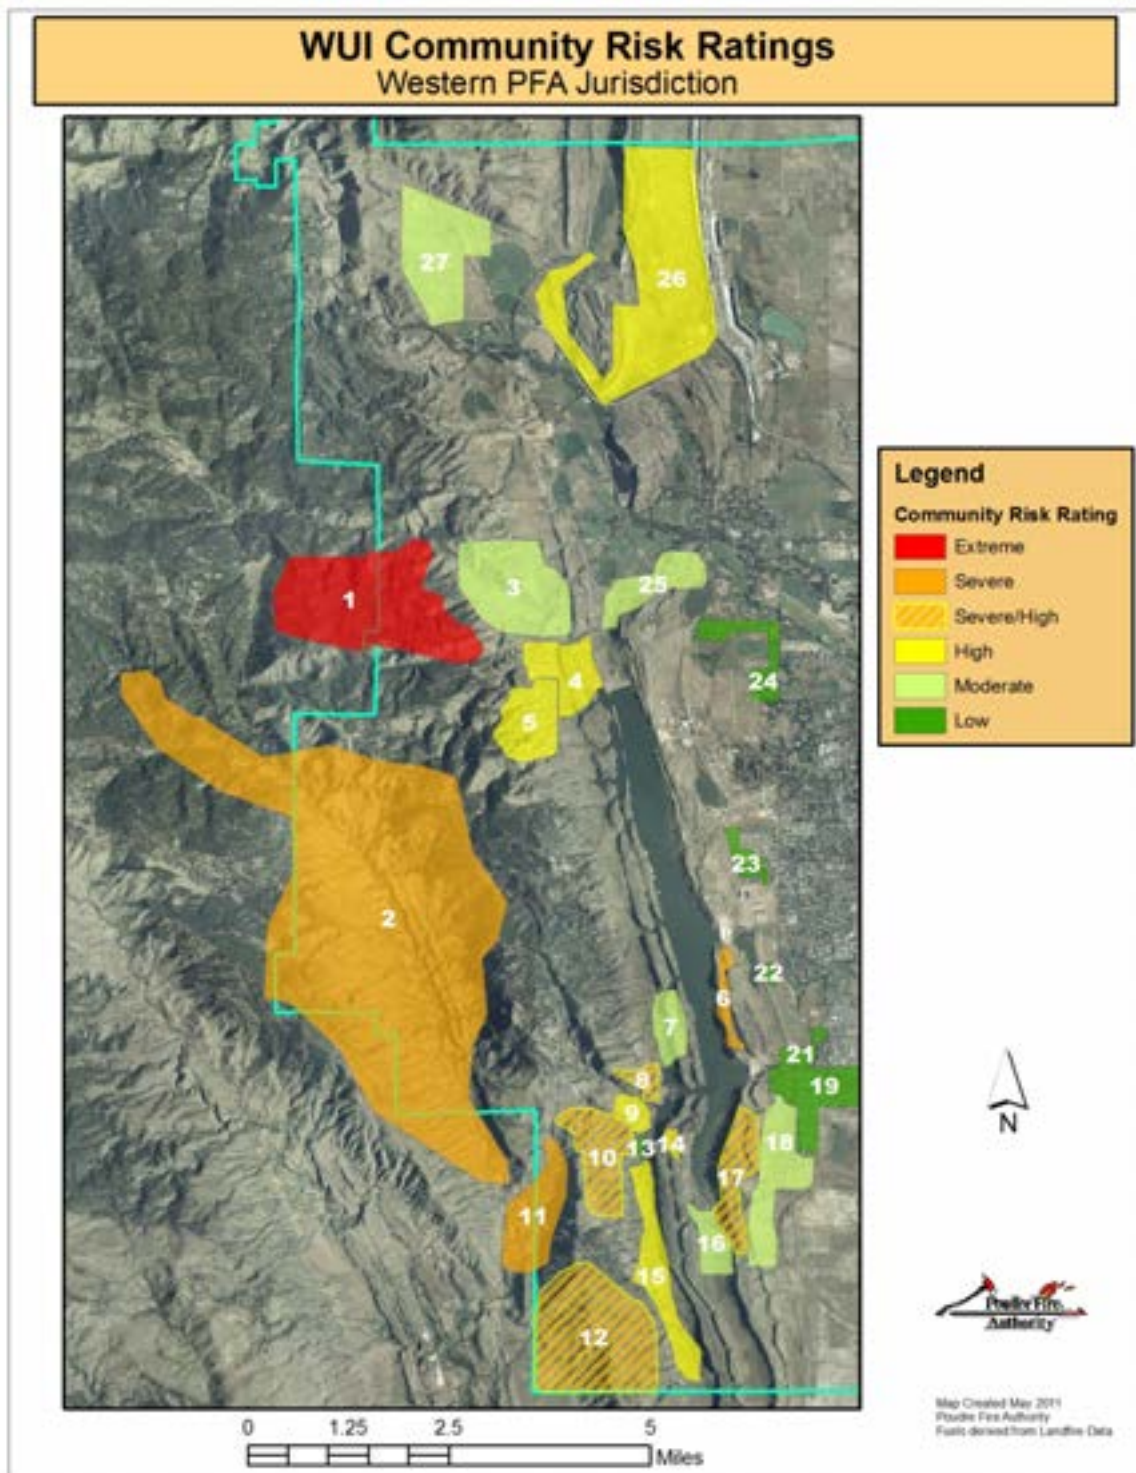 WUI Community Risk Ratings
Western PFA Jurisdiction
27
26
1
3
25
4
24
5
23
2
22
6
7
21
8
19
9
14
13
18
10
17
11
16
15
12
Legend
Community Risk Rating
Extreme
Severe
Severe/High
High
Moderate
Low
N
Poudre Fire
Authority
Map Created May 2011
Poudre Fire Authority
Fuels derived from Landfire Data
0 1.25 2.5 5
Miles